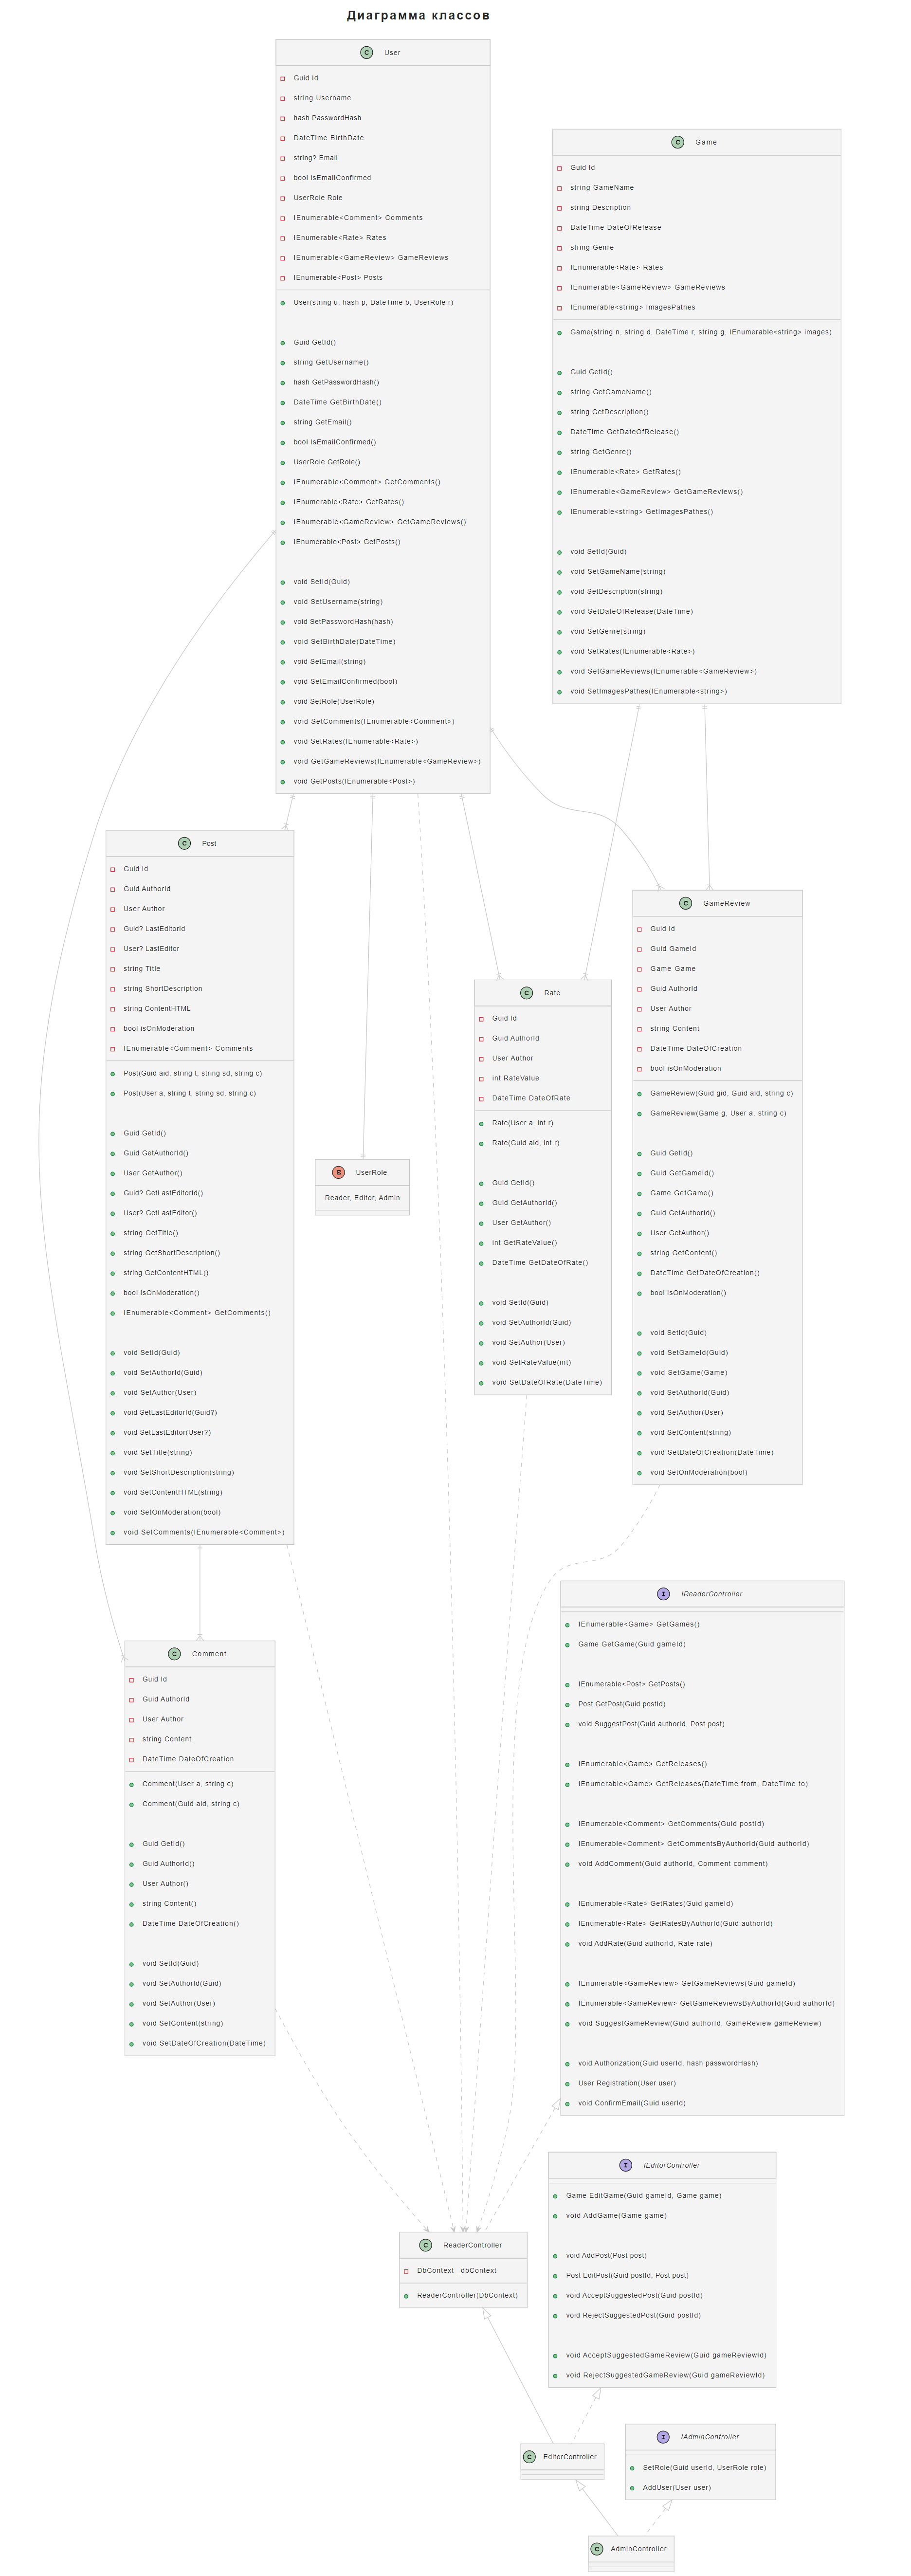 Диаграмма классов
C User
Guid Id
string Username
hash PasswordHash
DateTime BirthDate
string? Email
bool isEmailConfirmed
UserRole Role
IEnumerable<Comment> Comments
IEnumerable<Rate> Rates
IEnumerable<GameReview> GameReviews
IEnumerable<Post> Posts
User(string u, hash p, DateTime b, UserRole r)
Guid GetId()
string GetUsername()
hash GetPasswordHash()
DateTime GetBirthDate()
string GetEmail()
bool IsEmailConfirmed()
UserRole GetRole()
IEnumerable<Comment> GetComments()
IEnumerable<Rate> GetRates()
IEnumerable<GameReview> GetGameReviews()
IEnumerable<Post> GetPosts()
void SetId(Guid)
void SetUsername(string)
void SetPasswordHash(hash)
void SetBirthDate(DateTime)
void SetEmail(string)
void SetEmailConfirmed(bool)
void SetRole(UserRole)
void SetComments(IEnumerable<Comment>)
void SetRates(IEnumerable<Rate>)
void GetGameReviews(IEnumerable<GameReview>)
void GetPosts(IEnumerable<Post>)
C Game
Guid Id
string GameName
string Description
DateTime DateOfRelease
string Genre
IEnumerable<Rate> Rates
IEnumerable<GameReview> GameReviews
IEnumerable<string> ImagesPathes
Game(string n, string d, DateTime r, string g, IEnumerable<string> images)
Guid GetId()
string GetGameName()
string GetDescription()
DateTime GetDateOfRelease()
string GetGenre()
IEnumerable<Rate> GetRates()
IEnumerable<GameReview> GetGameReviews()
IEnumerable<string> GetImagesPathes()
void SetId(Guid)
void SetGameName(string)
void SetDescription(string)
void SetDateOfRelease(DateTime)
void SetGenre(string)
void SetRates(IEnumerable<Rate>)
void SetGameReviews(IEnumerable<GameReview>)
void SetImagesPathes(IEnumerable<string>)
C Post
Guid Id
Guid AuthorId
User Author
Guid? LastEditorId
User? LastEditor
string Title
string ShortDescription
string ContentHTML
bool isOnModeration
IEnumerable<Comment> Comments
Post(Guid aid, string t, string sd, string c)
Post(User a, string t, string sd, string c)
Guid GetId()
Guid GetAuthorId()
User GetAuthor()
Guid? GetLastEditorId()
User? GetLastEditor()
string GetTitle()
string GetShortDescription()
string GetContentHTML()
bool IsOnModeration()
IEnumerable<Comment> GetComments()
void SetId(Guid)
void SetAuthorId(Guid)
void SetAuthor(User)
void SetLastEditorId(Guid?)
void SetLastEditor(User?)
void SetTitle(string)
void SetShortDescription(string)
void SetContentHTML(string)
void SetOnModeration(bool)
void SetComments(IEnumerable<Comment>)
E UserRole
Reader, Editor, Admin
C Rate
Guid Id
Guid AuthorId
User Author
int RateValue
DateTime DateOfRate
Rate(User a, int r)
Rate(Guid aid, int r)
Guid GetId()
Guid GetAuthorId()
User GetAuthor()
int GetRateValue()
DateTime GetDateOfRate()
void SetId(Guid)
void SetAuthorId(Guid)
void SetAuthor(User)
void SetRateValue(int)
void SetDateOfRate(DateTime)
C GameReview
Guid Id
Guid GameId
Game Game
Guid AuthorId
User Author
string Content
DateTime DateOfCreation
bool isOnModeration
GameReview(Guid gid, Guid aid, string c)
GameReview(Game g, User a, string c)
Guid GetId()
Guid GetGameId()
Game GetGame()
Guid GetAuthorId()
User GetAuthor()
string GetContent()
DateTime GetDateOfCreation()
bool IsOnModeration()
void SetId(Guid)
void SetGameId(Guid)
void SetGame(Game)
void SetAuthorId(Guid)
void SetAuthor(User)
void SetContent(string)
void SetDateOfCreation(DateTime)
void SetOnModeration(bool)
C Comment
Guid Id
Guid AuthorId
User Author
string Content
DateTime DateOfCreation
Comment(User a, string c)
Comment(Guid aid, string c)
Guid GetId()
Guid AuthorId()
User Author()
string Content()
DateTime DateOfCreation()
void SetId(Guid)
void SetAuthorId(Guid)
void SetAuthor(User)
void SetContent(string)
void SetDateOfCreation(DateTime)
I IReaderController
IEnumerable<Game> GetGames()
Game GetGame(Guid gameId)
IEnumerable<Post> GetPosts()
Post GetPost(Guid postId)
void SuggestPost(Guid authorId, Post post)
IEnumerable<Game> GetReleases()
IEnumerable<Game> GetReleases(DateTime from, DateTime to)
IEnumerable<Comment> GetComments(Guid postId)
IEnumerable<Comment> GetCommentsByAuthorId(Guid authorId)
void AddComment(Guid authorId, Comment comment)
IEnumerable<Rate> GetRates(Guid gameId)
IEnumerable<Rate> GetRatesByAuthorId(Guid authorId)
void AddRate(Guid authorId, Rate rate)
IEnumerable<GameReview> GetGameReviews(Guid gameId)
IEnumerable<GameReview> GetGameReviewsByAuthorId(Guid authorId)
void SuggestGameReview(Guid authorId, GameReview gameReview)
void Authorization(Guid userId, hash passwordHash)
User Registration(User user)
void ConfirmEmail(Guid userId)
I IEditorController
Game EditGame(Guid gameId, Game game)
void AddGame(Game game)
void AddPost(Post post)
Post EditPost(Guid postId, Post post)
void AcceptSuggestedPost(Guid postId)
void RejectSuggestedPost(Guid postId)
void AcceptSuggestedGameReview(Guid gameReviewId)
void RejectSuggestedGameReview(Guid gameReviewId)
C ReaderController
DbContext _dbContext
ReaderController(DbContext)
I IAdminController
SetRole(Guid userId, UserRole role)
AddUser(User user)
C EditorController
C AdminController